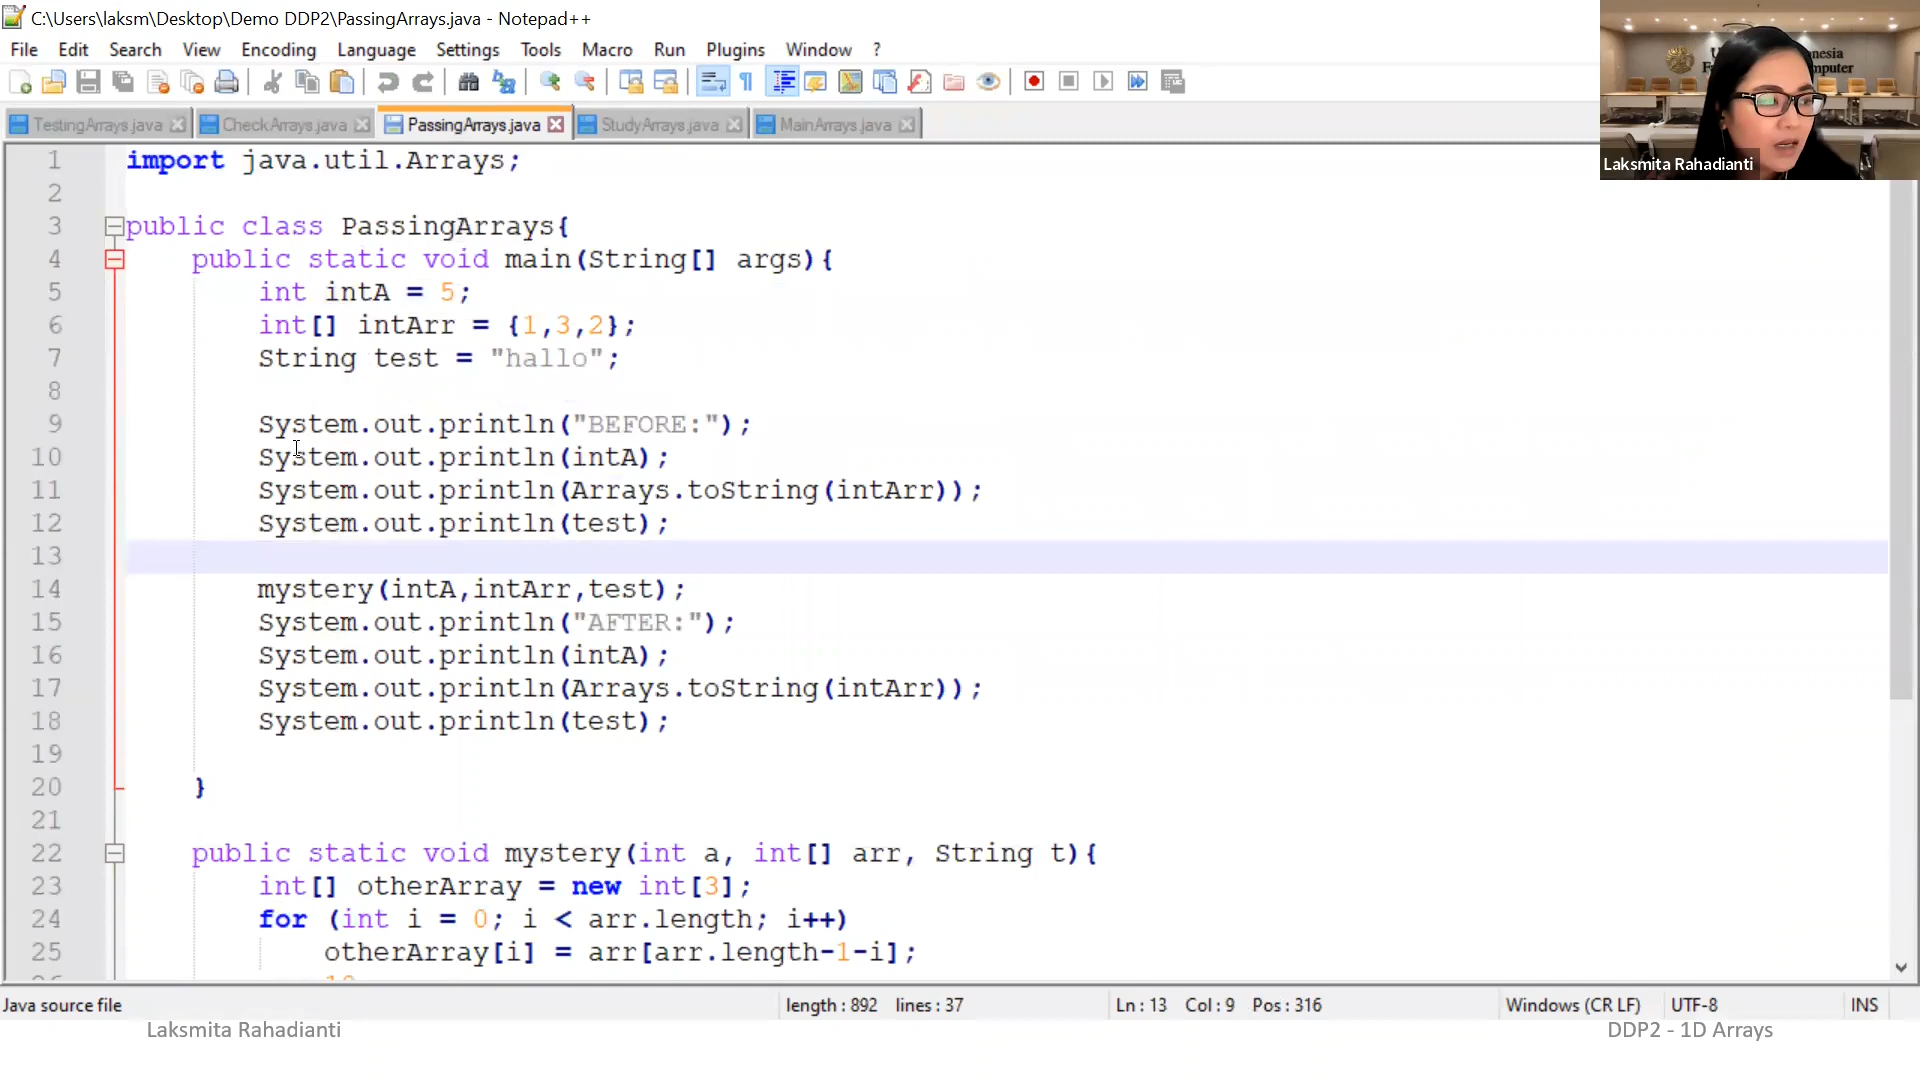 C:\Users\laksm\Desktop\Demo DDP2\PassingArrays.java - Notepad++
File Edit Search View Encoding Language Settings Tools Macro Run Plugins Window ?
TestingArrays.java CheckArrays.java PassingArrays.java StudyArrays.java MainArrays.java
nesia
mputer
Laksmita Rahadianti
1 import java.util.Arrays;
2
3 public class PassingArrays{
4 public static void main(String[] args){
5 int intA = 5;
6 int[] intArr = {1,3,2};
7 String test = "hallo";
8
9 System.out.println("BEFORE:");
10 System.out.println(intA);
11 System.out.println(Arrays.toString(intArr));
12 System.out.println(test);
13
14 mystery(intA,intArr,test);
15 System.out.println("AFTER:");
16 System.out.println(intA);
17 System.out.println(Arrays.toString(intArr));
18 System.out.println(test);
19
20 }
21
22 public static void mystery(int a, int[] arr, String t){
23 int[] otherArray = new int[3];
24 for (int i = 0; i < arr.length; i++)
25 otherArray[i] = arr[arr.length-1-i];
Java source file length : 892 lines : 37 Ln : 13 Col : 9 Pos : 316 Windows (CR LF) UTF-8 INS
Laksmita Rahadianti DDP2 - 1D Arrays